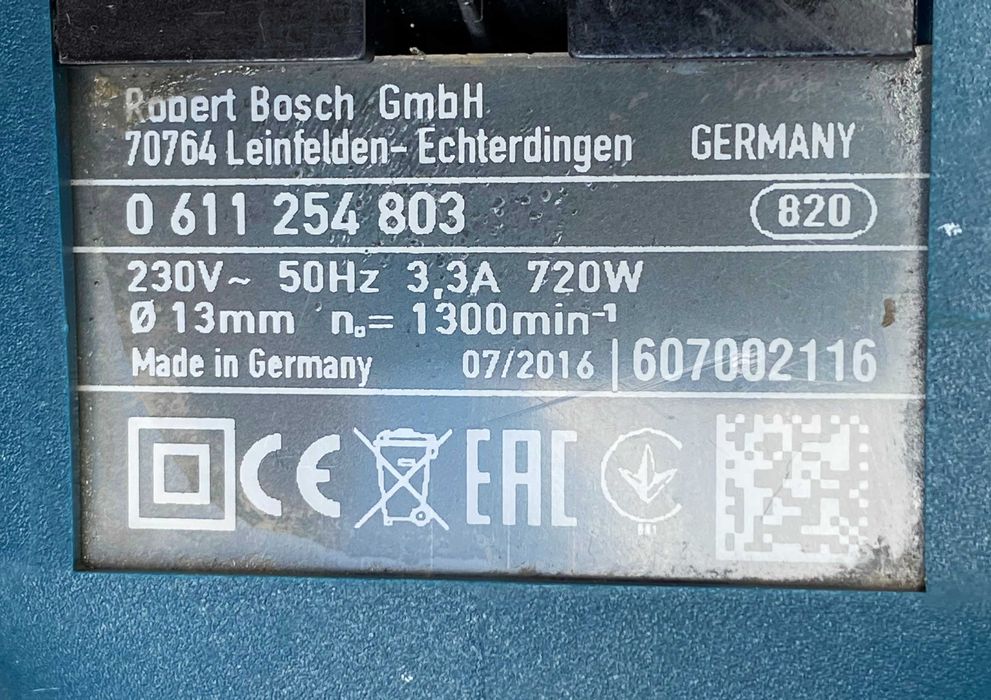 Robert Bosch GmbH
70764 Leinfelden-Echterdingen GERMANY
0 611 254 803 820
230V~ 50Hz 3,3A 720W
Ø 13mm n₀= 1300min⁻¹
Made in Germany 07/2016 | 607002116
CE EAC